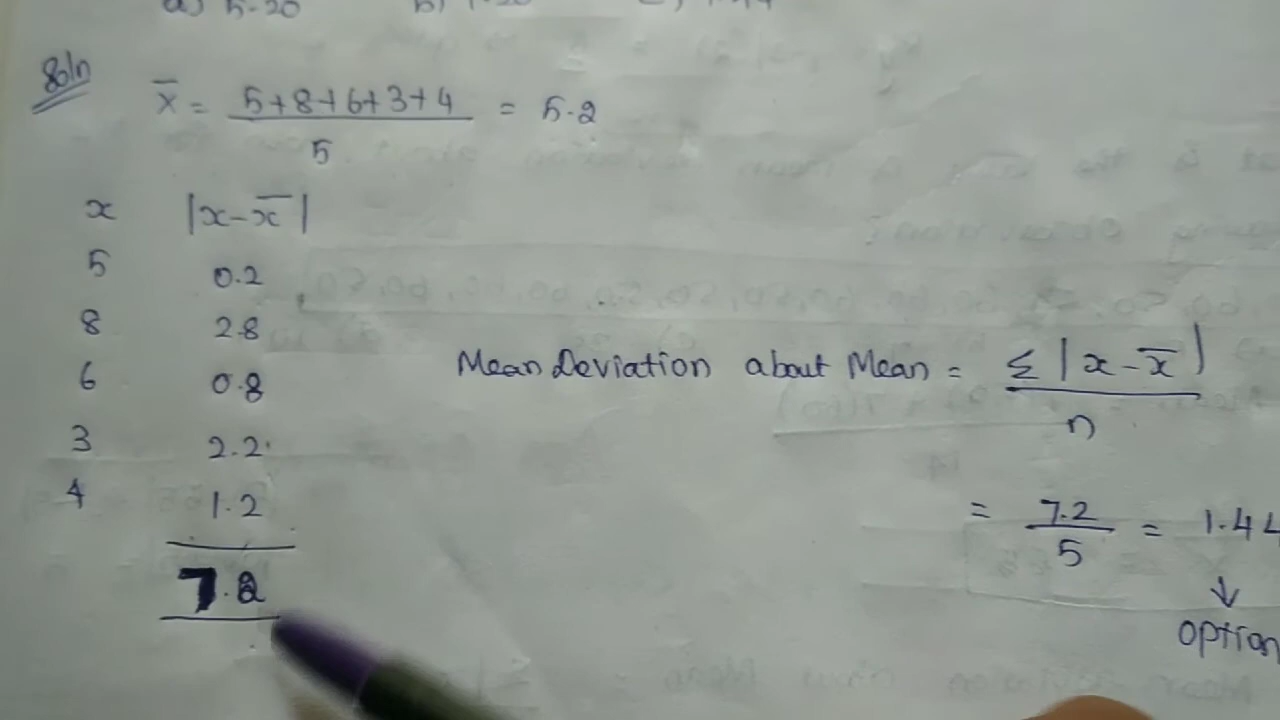 Soln
x̄ = 5+8+6+3+4 / 5 = 5.2
x |x-x̄|
5 0.2
8 2.8
6 0.8
3 2.2
4 1.2
7.2
Mean Deviation about Mean = Σ|x-x̄| / n
= 7.2 / 5 = 1.44
↓
option